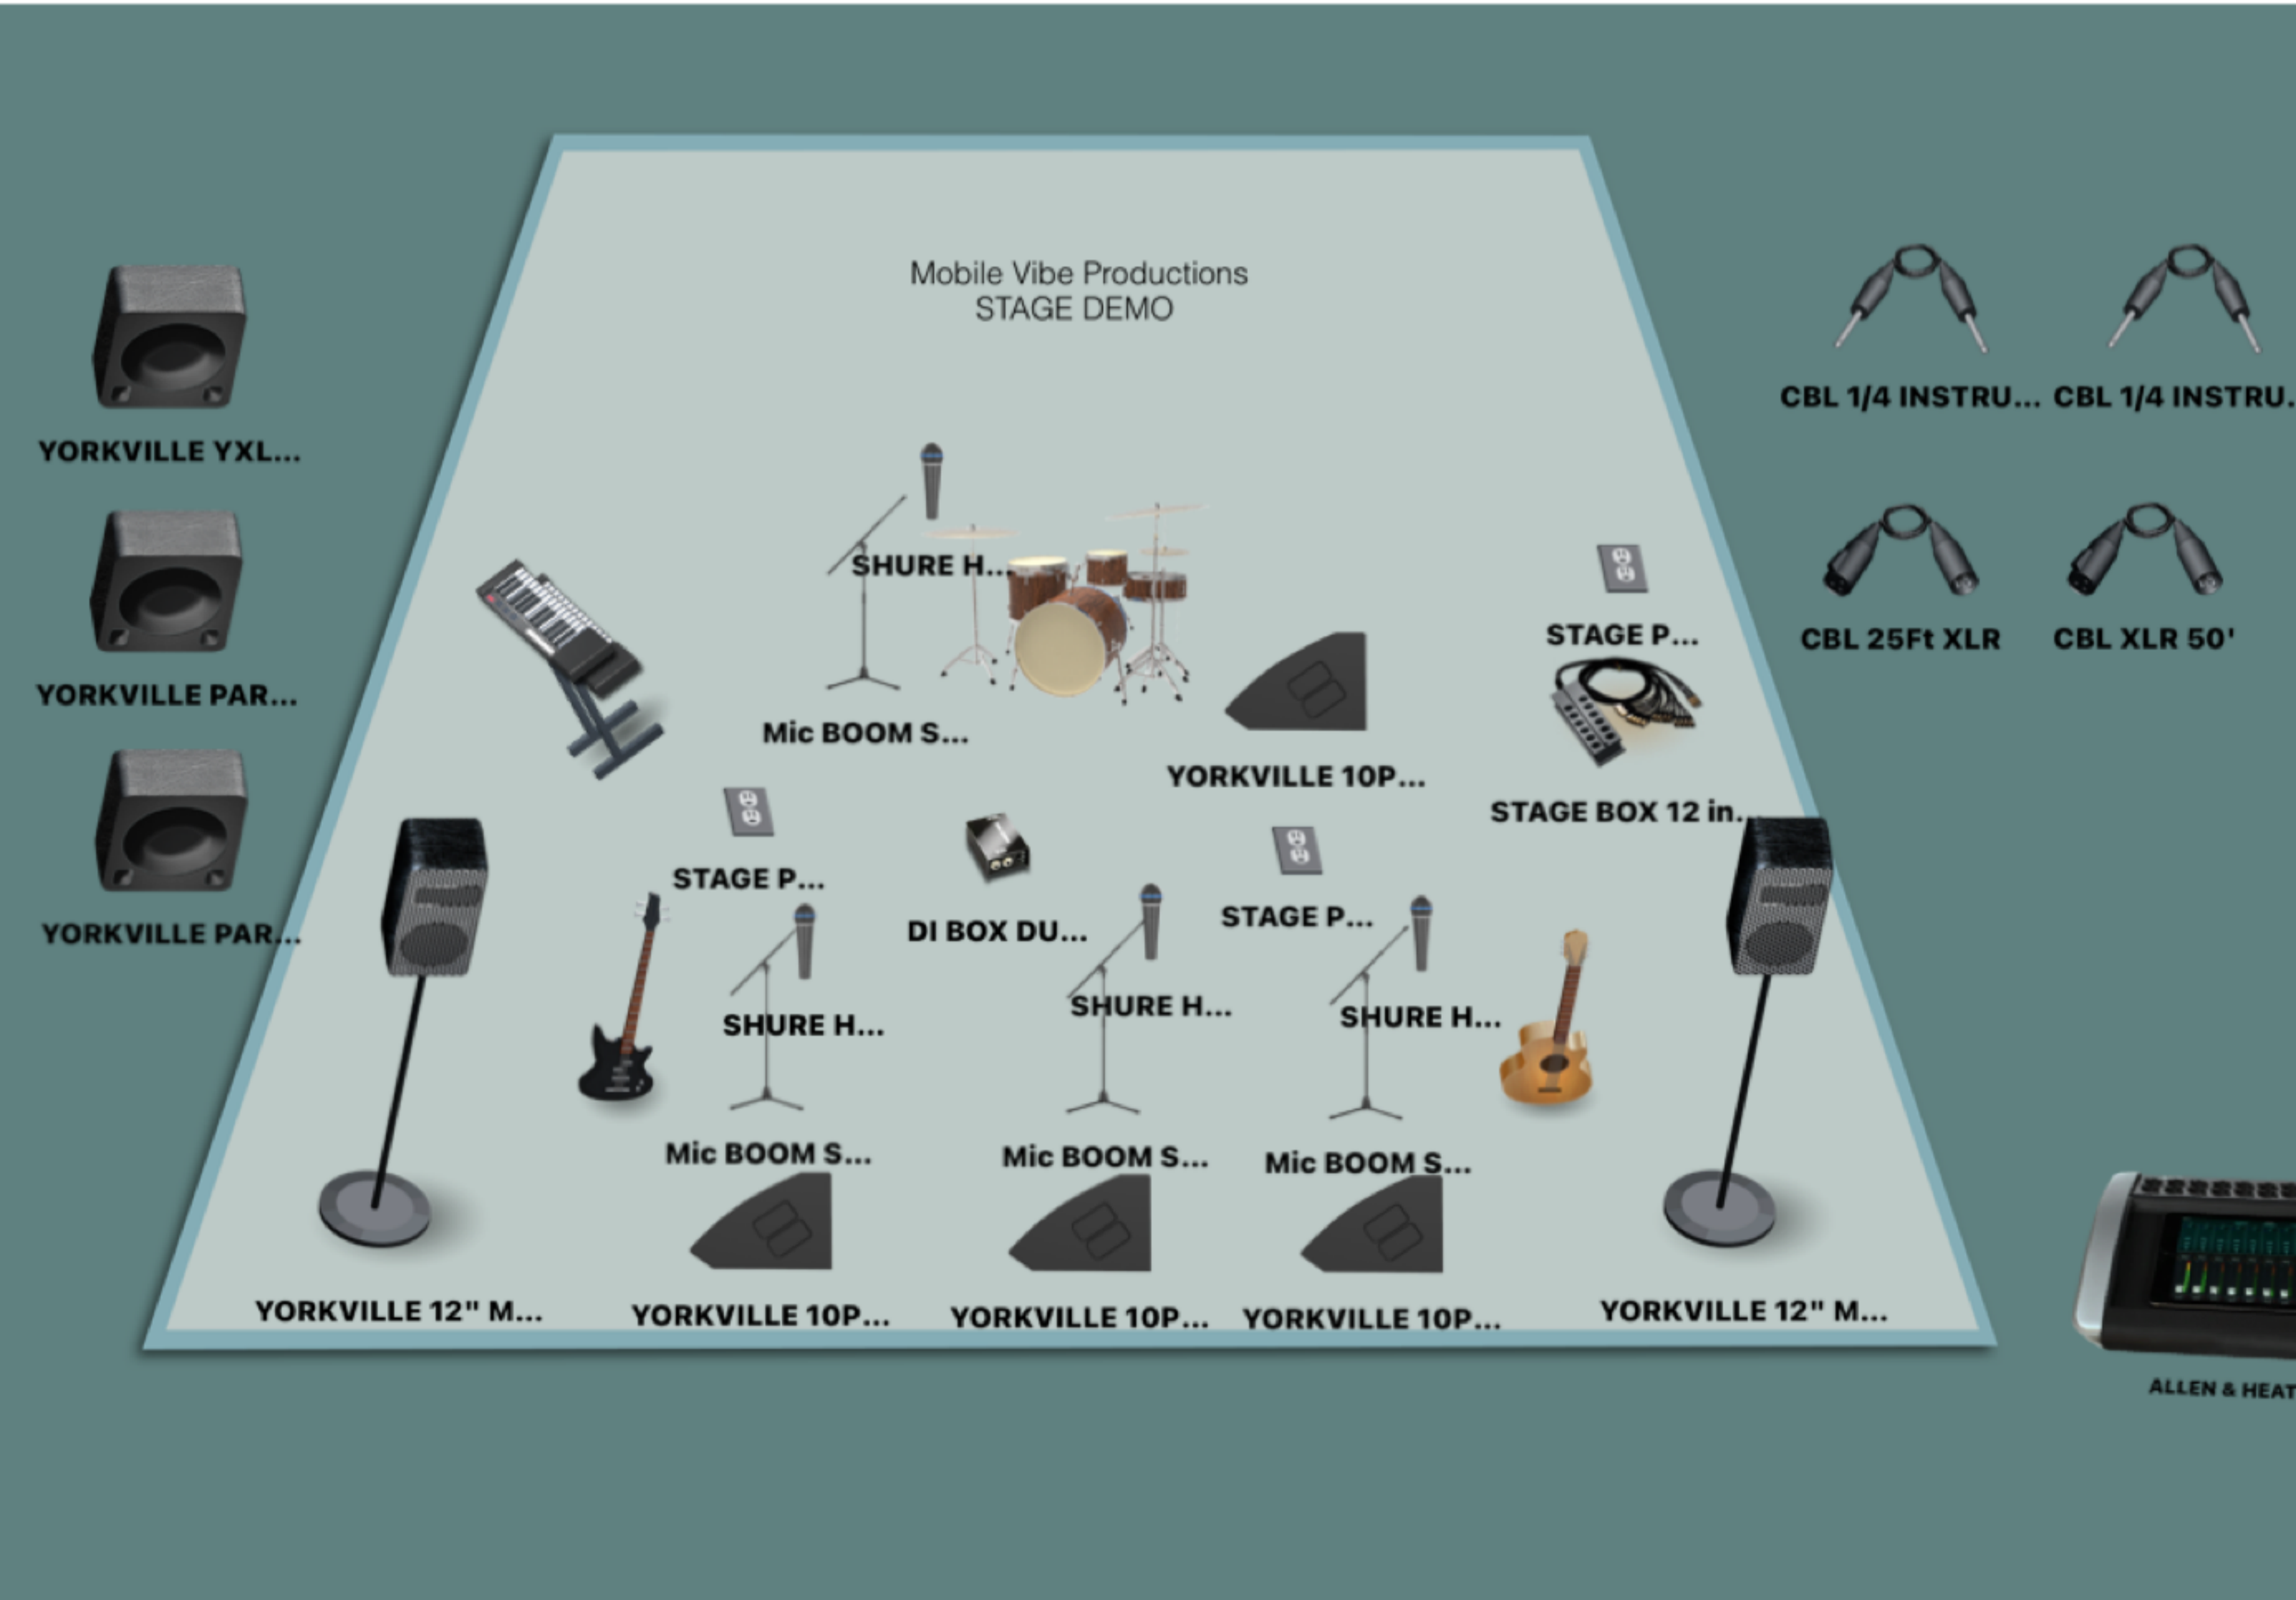 Mobile Vibe Productions
STAGE DEMO
CBL 1/4 INSTRU...
CBL 1/4 INSTRU.
YORKVILLE YXL...
SHURE H...
STAGE P...
CBL 25Ft XLR
CBL XLR 50'
YORKVILLE PAR...
Mic BOOM S...
YORKVILLE 10P...
STAGE BOX 12 in...
STAGE P...
STAGE P...
DI BOX DU...
YORKVILLE PAR...
SHURE H...
SHURE H...
SHURE H...
Mic BOOM S...
Mic BOOM S...
Mic BOOM S...
YORKVILLE 12" M...
YORKVILLE 10P...
YORKVILLE 10P...
YORKVILLE 10P...
YORKVILLE 12" M...
ALLEN & HEAT